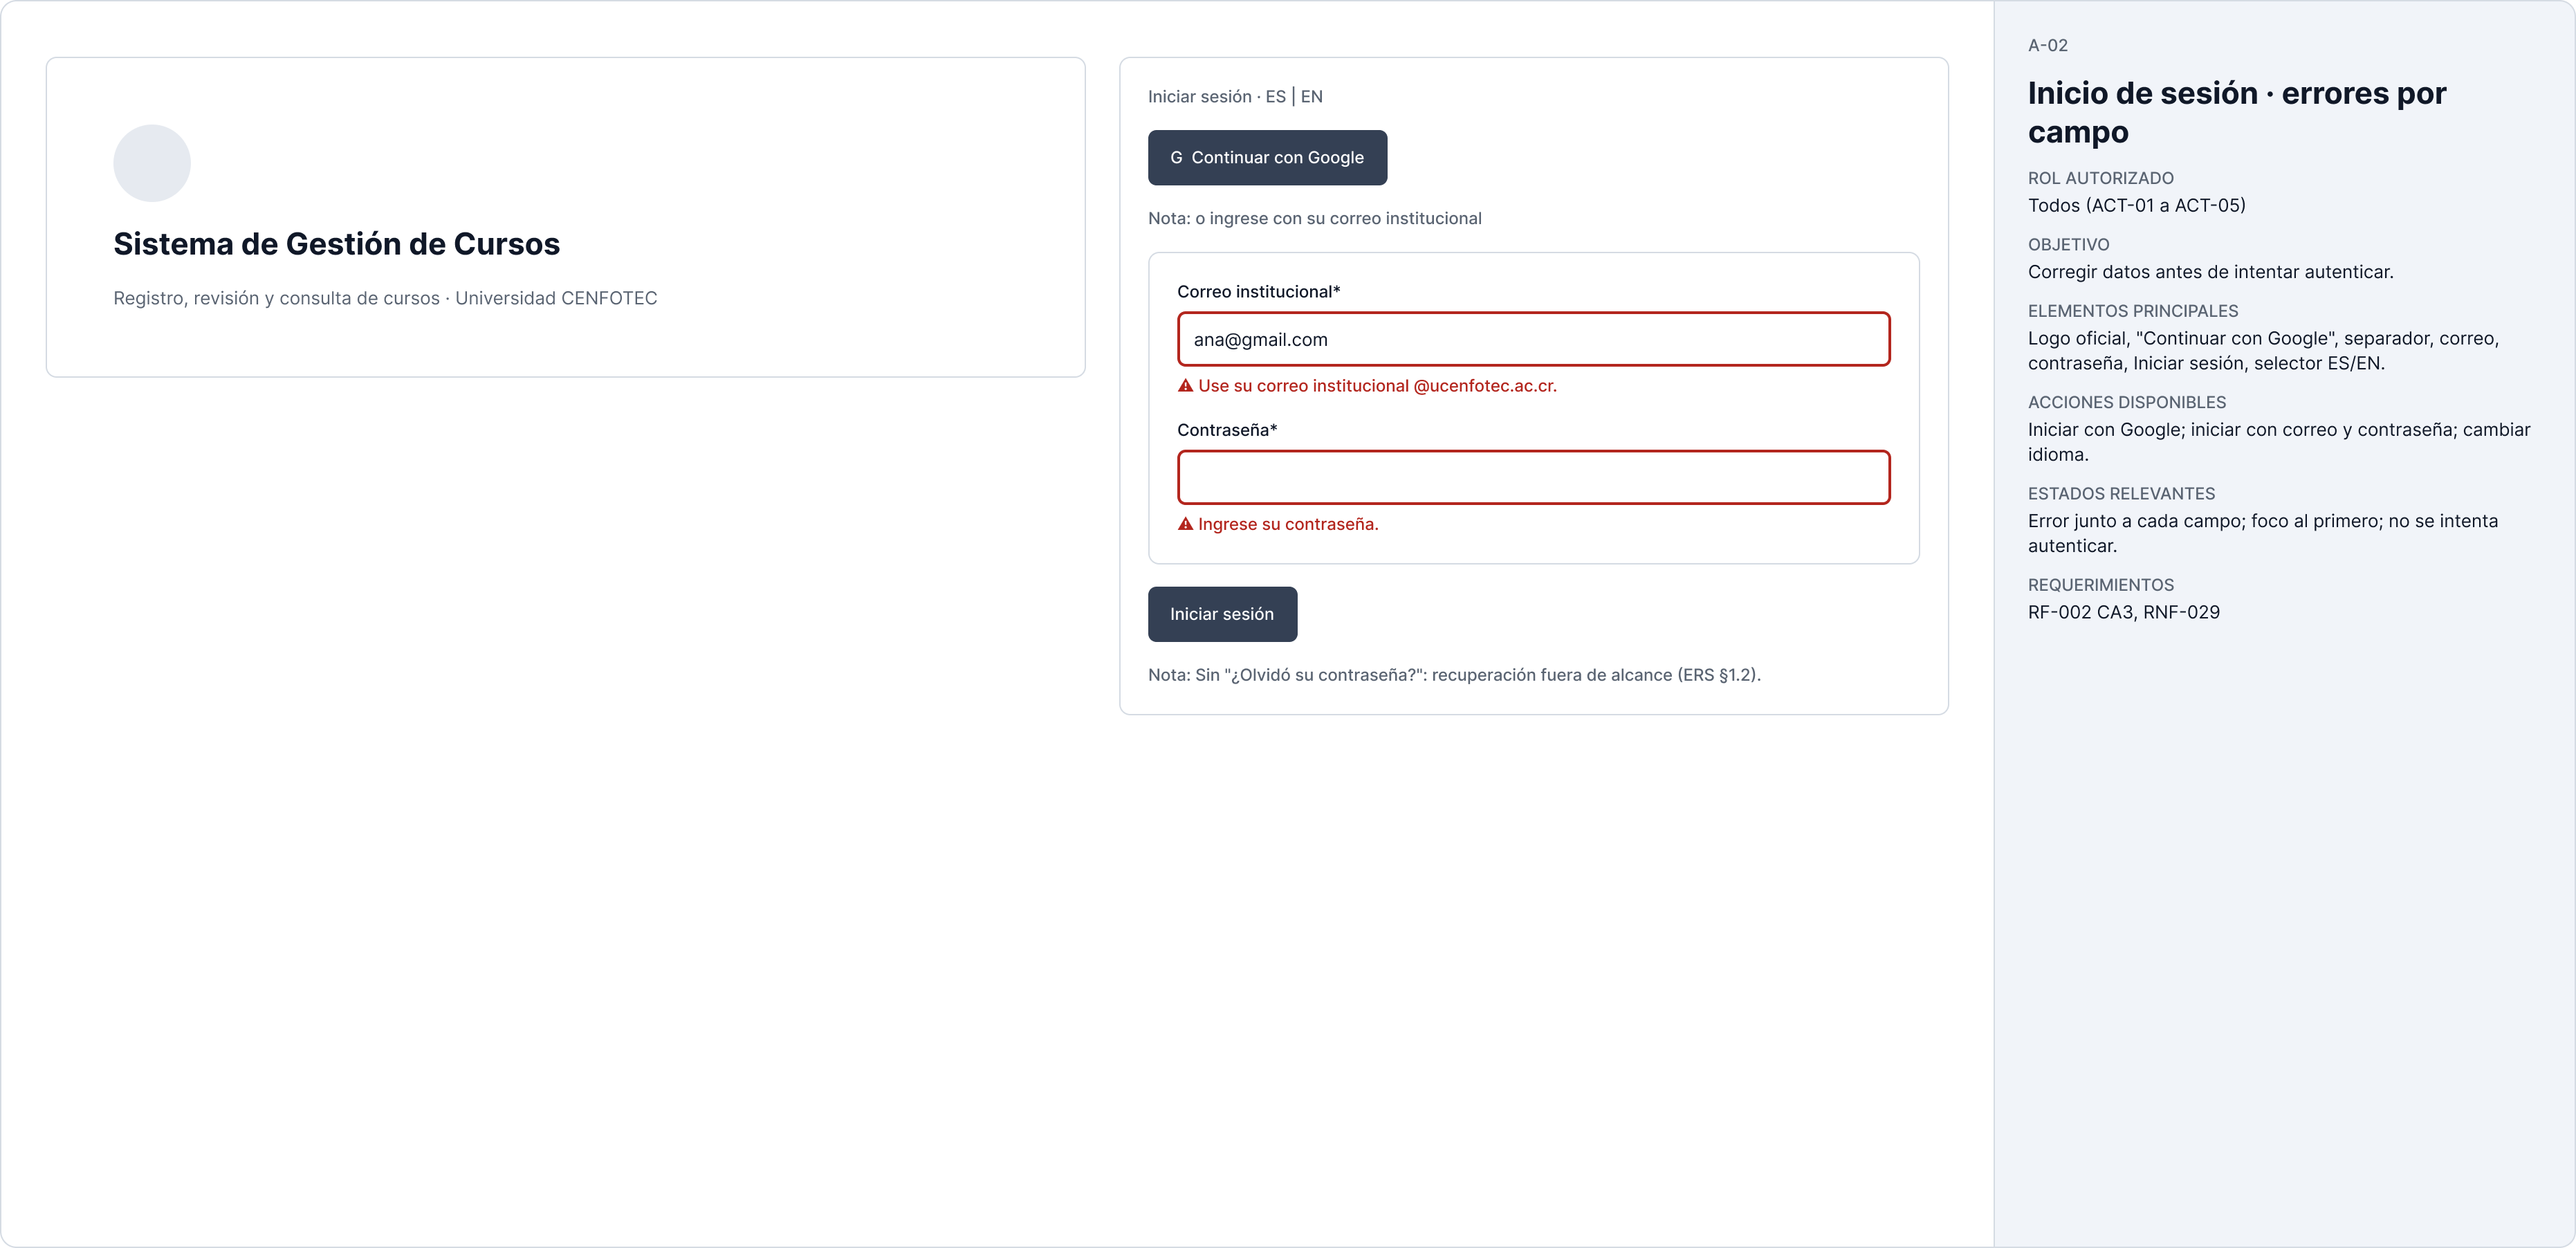 Sistema de Gestión de Cursos
Registro, revisión y consulta de cursos · Universidad CENFOTEC
Iniciar sesión · ES | EN
G Continuar con Google
Nota: o ingrese con su correo institucional
Correo institucional*
ana@gmail.com
⚠ Use su correo institucional @ucenfotec.ac.cr.
Contraseña*
⚠ Ingrese su contraseña.
Iniciar sesión
Nota: Sin "¿Olvidó su contraseña?": recuperación fuera de alcance (ERS §1.2).
A-02
Inicio de sesión · errores por
campo
ROL AUTORIZADO
Todos (ACT-01 a ACT-05)
OBJETIVO
Corregir datos antes de intentar autenticar.
ELEMENTOS PRINCIPALES
Logo oficial, "Continuar con Google", separador, correo,
contraseña, Iniciar sesión, selector ES/EN.
ACCIONES DISPONIBLES
Iniciar con Google; iniciar con correo y contraseña; cambiar
idioma.
ESTADOS RELEVANTES
Error junto a cada campo; foco al primero; no se intenta
autenticar.
REQUERIMIENTOS
RF-002 CA3, RNF-029